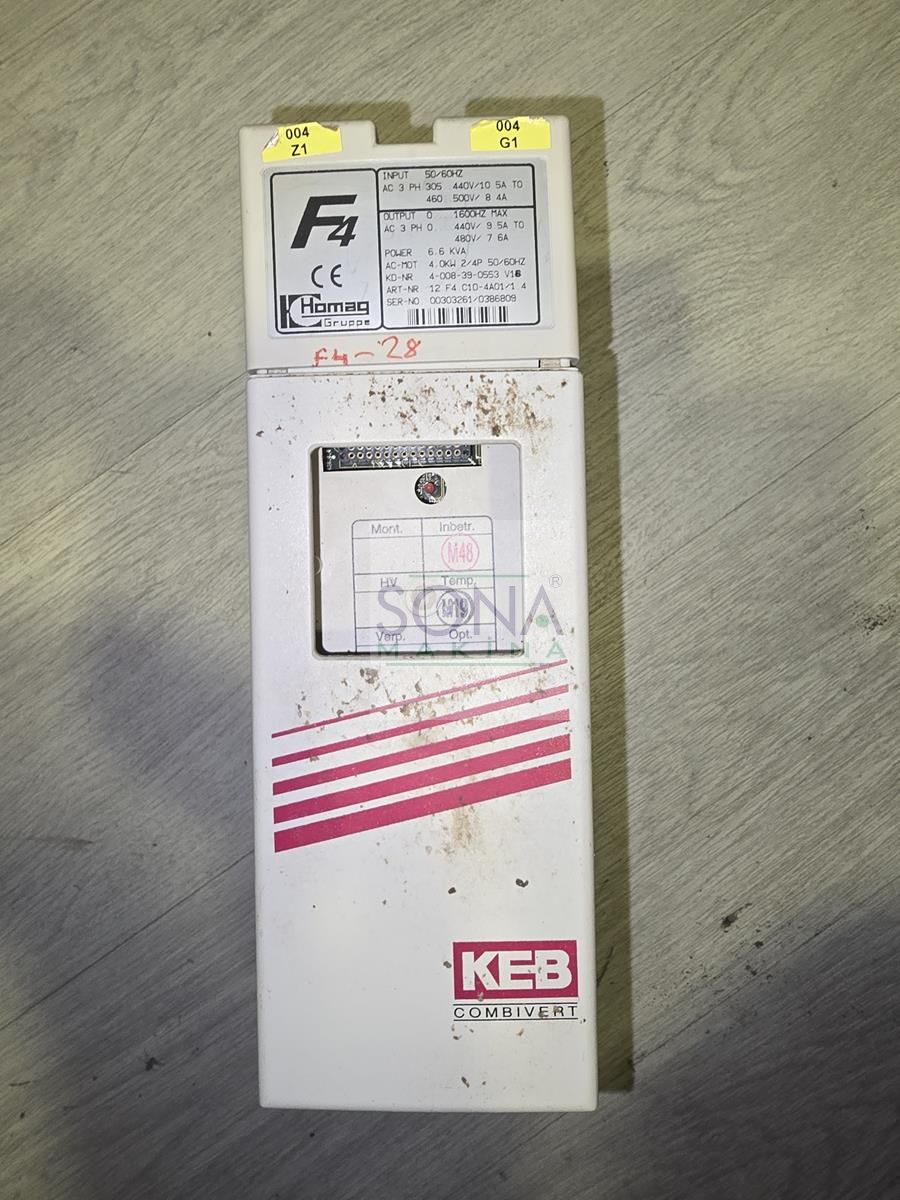 004
Z1
004
G1
F4
CE
Homag
Gruppe
INPUT 50/60HZ
AC 3 PH 305 440V/10 5A TO
460 500V/ 8 4A
OUTPUT 0 1600HZ MAX
AC 3 PH 0 440V/ 9 5A TO
480V/ 7 6A
POWER 6.6 KVA
AC-MOT 4.0KW 2/4P 50/60HZ
KD-NR 4-008-39-0553
ART-NR 12 F4 C1D-4A01/1 4
SER-NO. 00303261/0386809
F4-28
Mont. Inbetr.
M48
HV Temp.
Verp. Opt.
SONA
MAKİNA
®
KEB
COMBIVERT